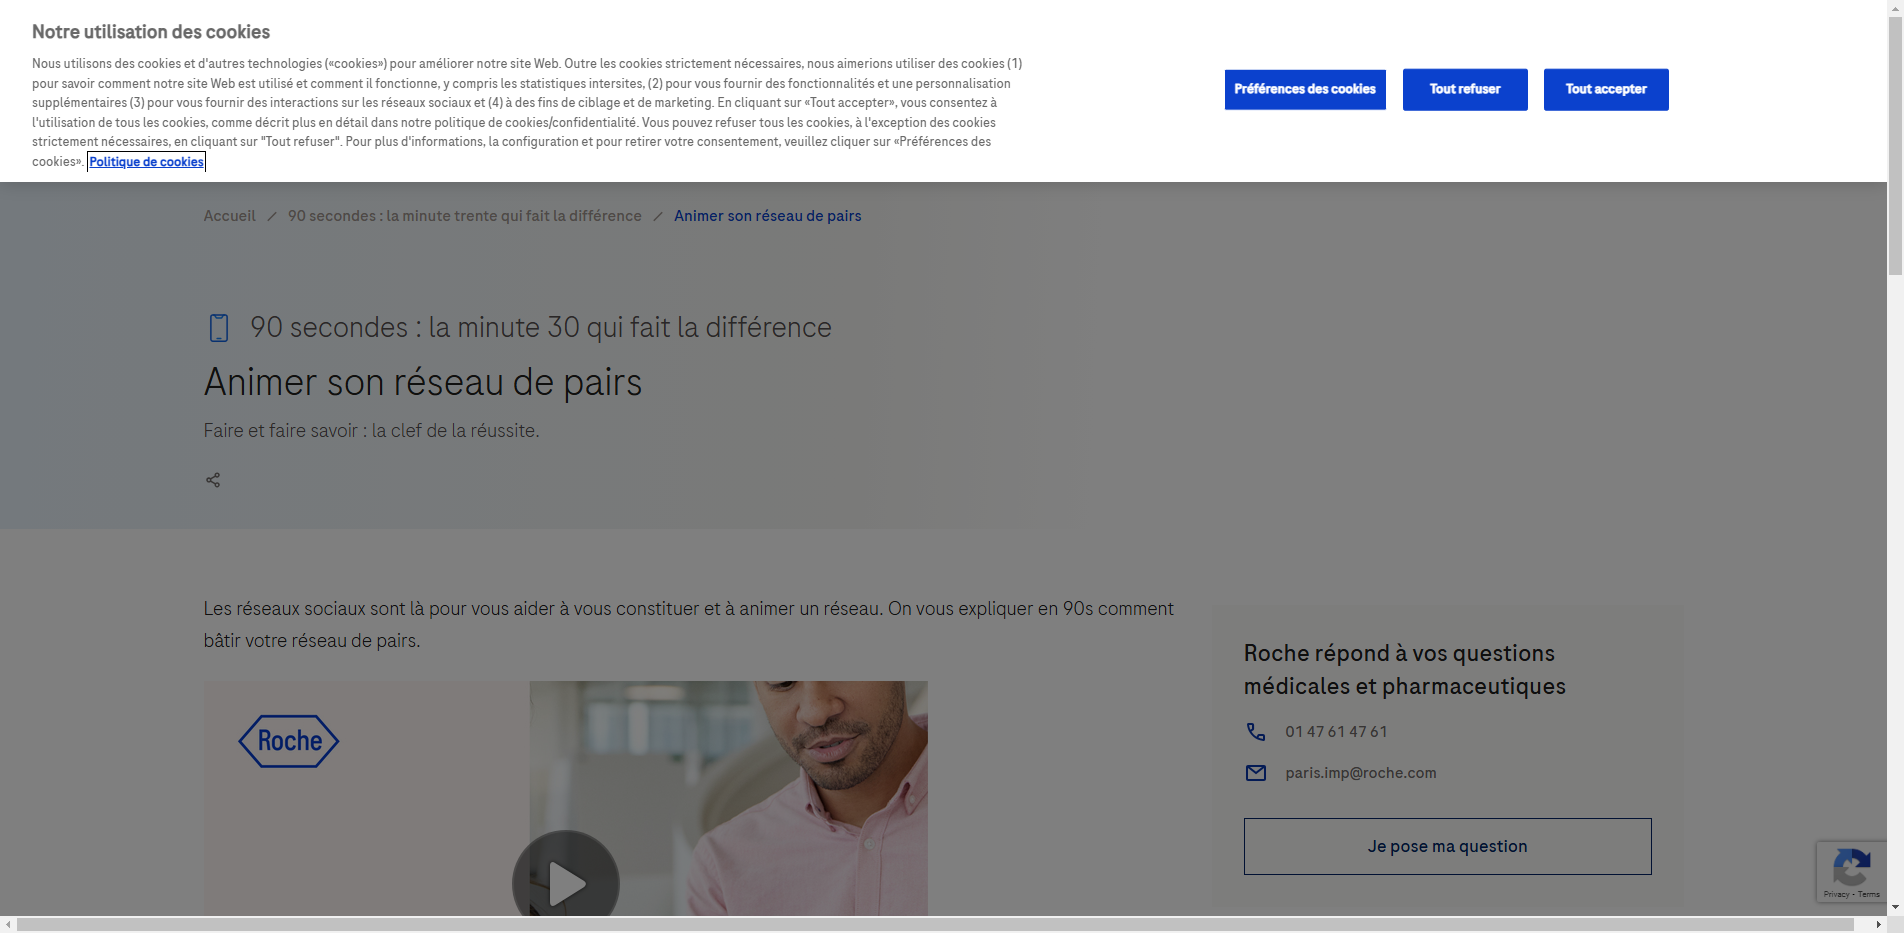 Notre utilisation des cookies
Nous utilisons des cookies et d'autres technologies («cookies») pour améliorer notre site Web. Outre les cookies strictement nécessaires, nous aimerions utiliser des cookies (1)
pour savoir comment notre site Web est utilisé et comment il fonctionne, y compris les statistiques intersites, (2) pour vous fournir des fonctionnalités et une personnalisation
supplémentaires (3) pour vous fournir des interactions sur les réseaux sociaux et (4) à des fins de ciblage et de marketing. En cliquant sur «Tout accepter», vous consentez à
l'utilisation de tous les cookies, comme décrit plus en détail dans notre politique de cookies/confidentialité. Vous pouvez refuser tous les cookies, à l'exception des cookies
strictement nécessaires, en cliquant sur "Tout refuser". Pour plus d'informations, la configuration et pour retirer votre consentement, veuillez cliquer sur «Préférences des
cookies». Politique de cookies
Préférences des cookies
Tout refuser
Tout accepter
Accueil / 90 secondes : la minute trente qui fait la différence / Animer son réseau de pairs
90 secondes : la minute 30 qui fait la différence
Animer son réseau de pairs
Faire et faire savoir : la clef de la réussite.
Les réseaux sociaux sont là pour vous aider à vous constituer et à animer un réseau. On vous expliquer en 90s comment
bâtir votre réseau de pairs.
Roche
Roche répond à vos questions
médicales et pharmaceutiques
01 47 61 47 61
paris.imp@roche.com
Je pose ma question
Privacy - Terms